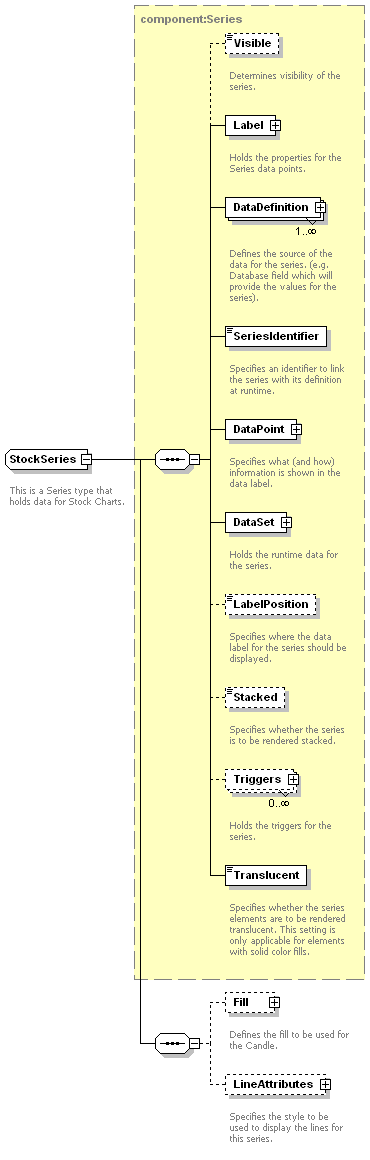 component:Series
Visible
Determines visibility of the
series.
Label
Holds the properties for the
Series data points.
DataDefinition
1..∞
Defines the source of the
data for the series. (e.g.
Database field which will
provide the values for the
series).
SeriesIdentifier
Specifies an identifier to link
the series with its definition
at runtime.
DataPoint
Specifies what (and how)
information is shown in the
data label.
StockSeries
This is a Series type that
holds data for Stock Charts.
DataSet
Holds the runtime data for
the series.
LabelPosition
Specifies where the data
label for the series should be
displayed.
Stacked
Specifies whether the series
is to be rendered stacked.
Triggers
0..∞
Holds the triggers for the
series.
Translucent
Specifies whether the series
elements are to be rendered
translucent. This setting is
only applicable for elements
with solid color fills.
Fill
Defines the fill to be used for
the Candle.
LineAttributes
Specifies the style to be
used to display the lines for
this series.